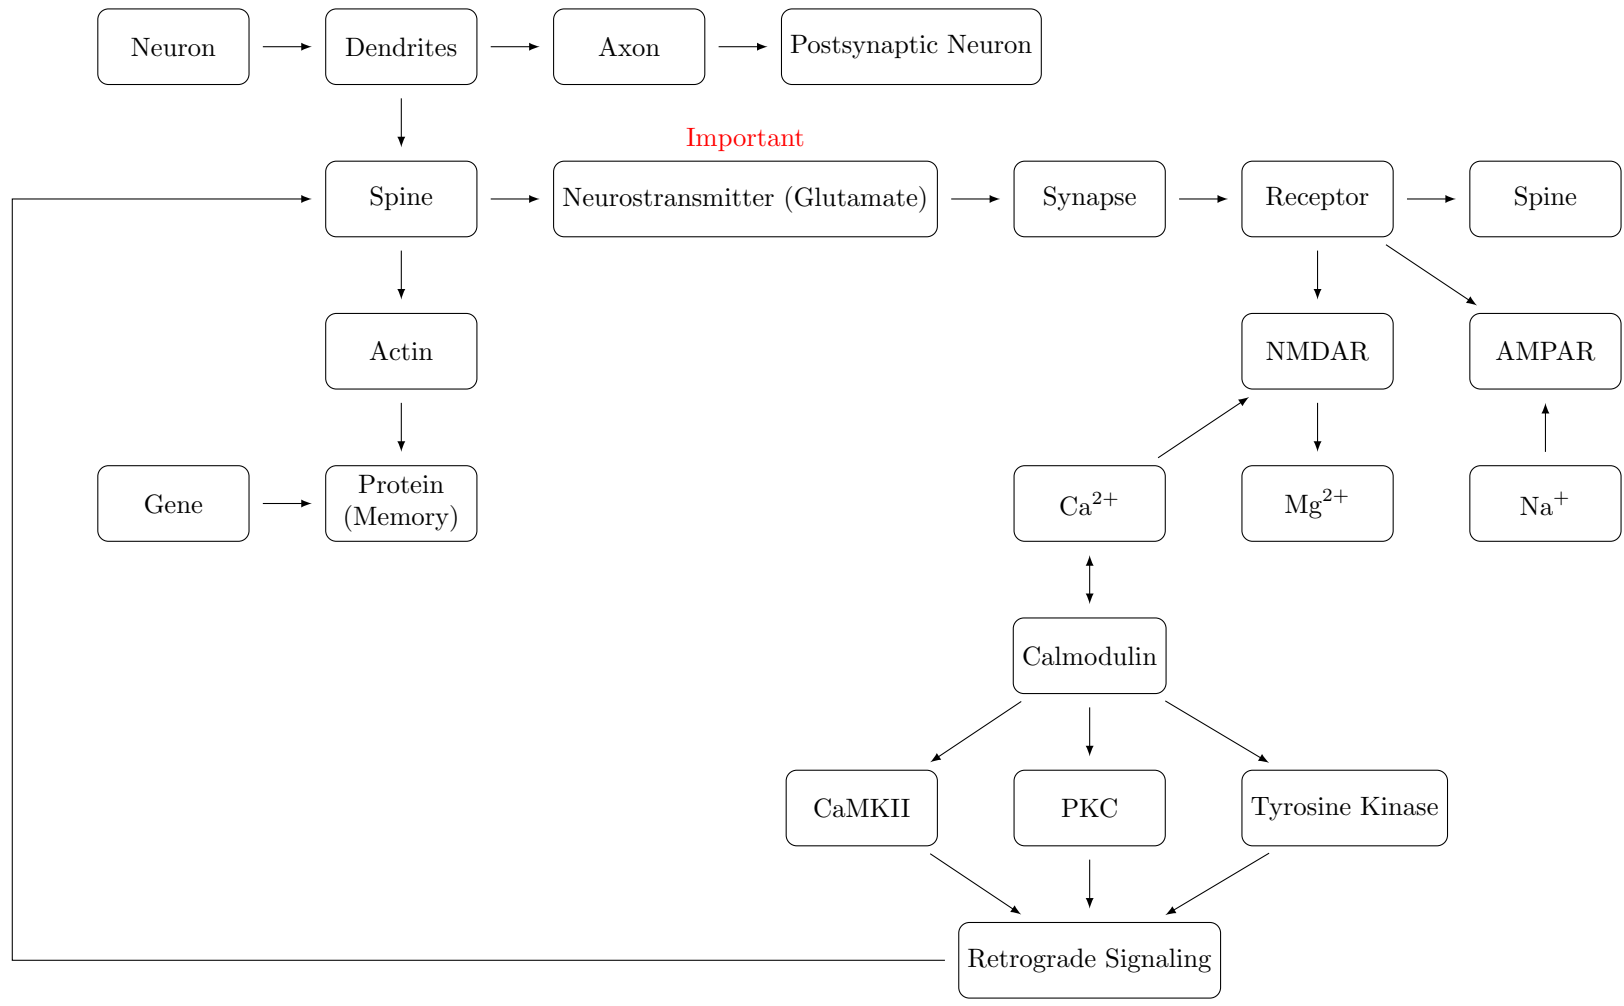 Neuron
Dendrites
Axon
Postsynaptic Neuron
Important
Spine
Neurostransmitter (Glutamate)
Synapse
Receptor
Spine
Actin
NMDAR
AMPAR
Gene
Protein
(Memory)
Ca²⁺
Mg²⁺
Na⁺
Calmodulin
CaMKII
PKC
Tyrosine Kinase
Retrograde Signaling